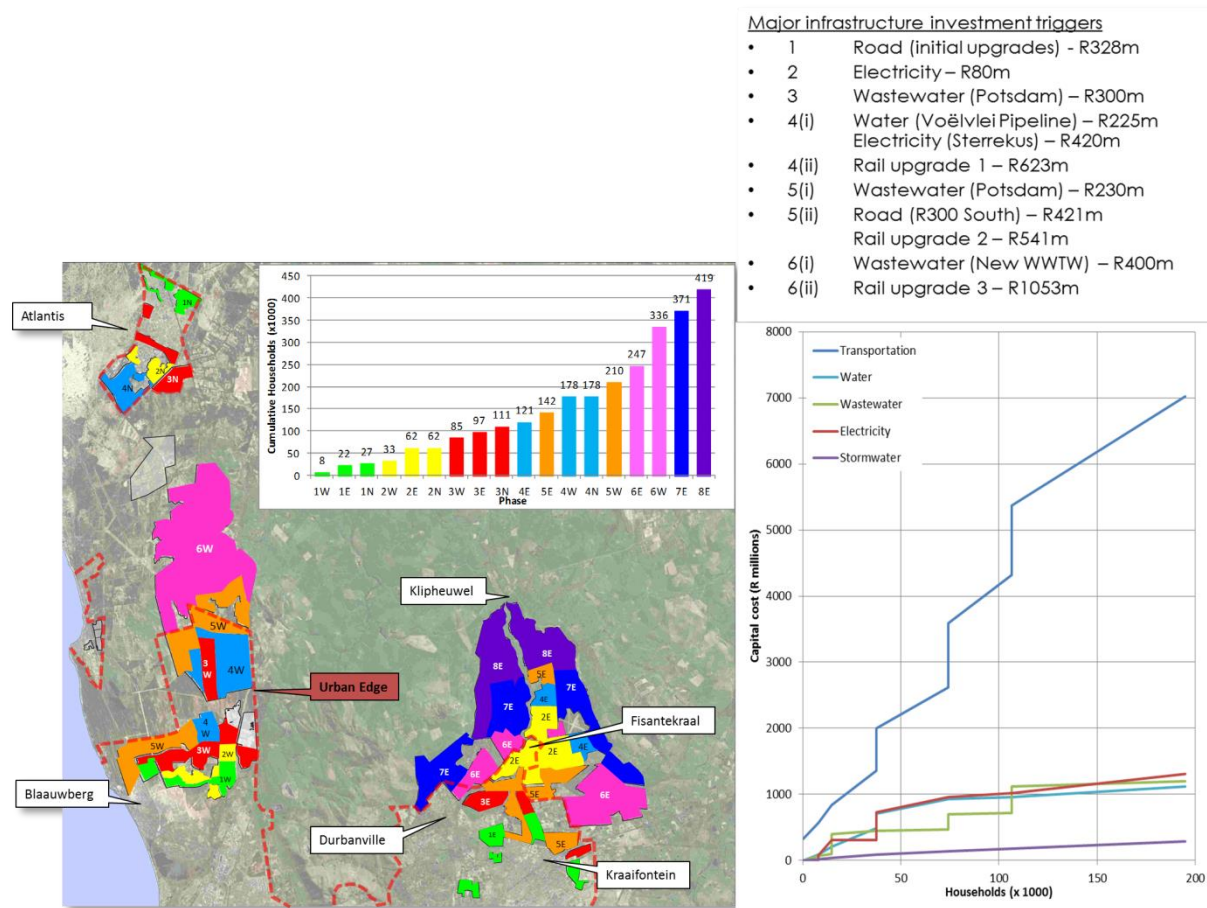 Major infrastructure investment triggers
• 1 Road (initial upgrades) - R328m
• 2 Electricity – R80m
• 3 Wastewater (Potsdam) – R300m
• 4(i) Water (Voëlvlei Pipeline) – R225m
Electricity (Sterrekus) – R420m
• 4(ii) Rail upgrade 1 – R623m
• 5(i) Wastewater (Potsdam) – R230m
• 5(ii) Road (R300 South) – R421m
Rail upgrade 2 – R541m
• 6(i) Wastewater (New WWTW) – R400m
• 6(ii) Rail upgrade 3 – R1053m
Cumulative Households (x1000)
450
400
350
300
250
200
150
100
50
0
8 22 27 33 62 62 85 97 111 121 142 178 178 210 247 336 371 419
1W 1E 1N 2W 2E 2N 3W 3E 3N 4E 5E 4W 4N 5W 6E 6W 7E 8E
Phase
Atlantis
1N
2N
3N
4N
6W
5W
3
W
4W
Urban Edge
4
W
5W
3W
2W
1W
Blaauwberg
Klipheuwel
8E
8E
5E
7E
4E
7E
2E
Fisantekraal
6E
2E
4E
2E
7E
6E
6E
3E
5E
Durbanville
1E
5E
Kraaifontein
Capital cost (R millions)
8000
7000
6000
5000
4000
3000
2000
1000
0
Transportation
Water
Wastewater
Electricity
Stormwater
0 50 100 150 200
Households (x 1000)